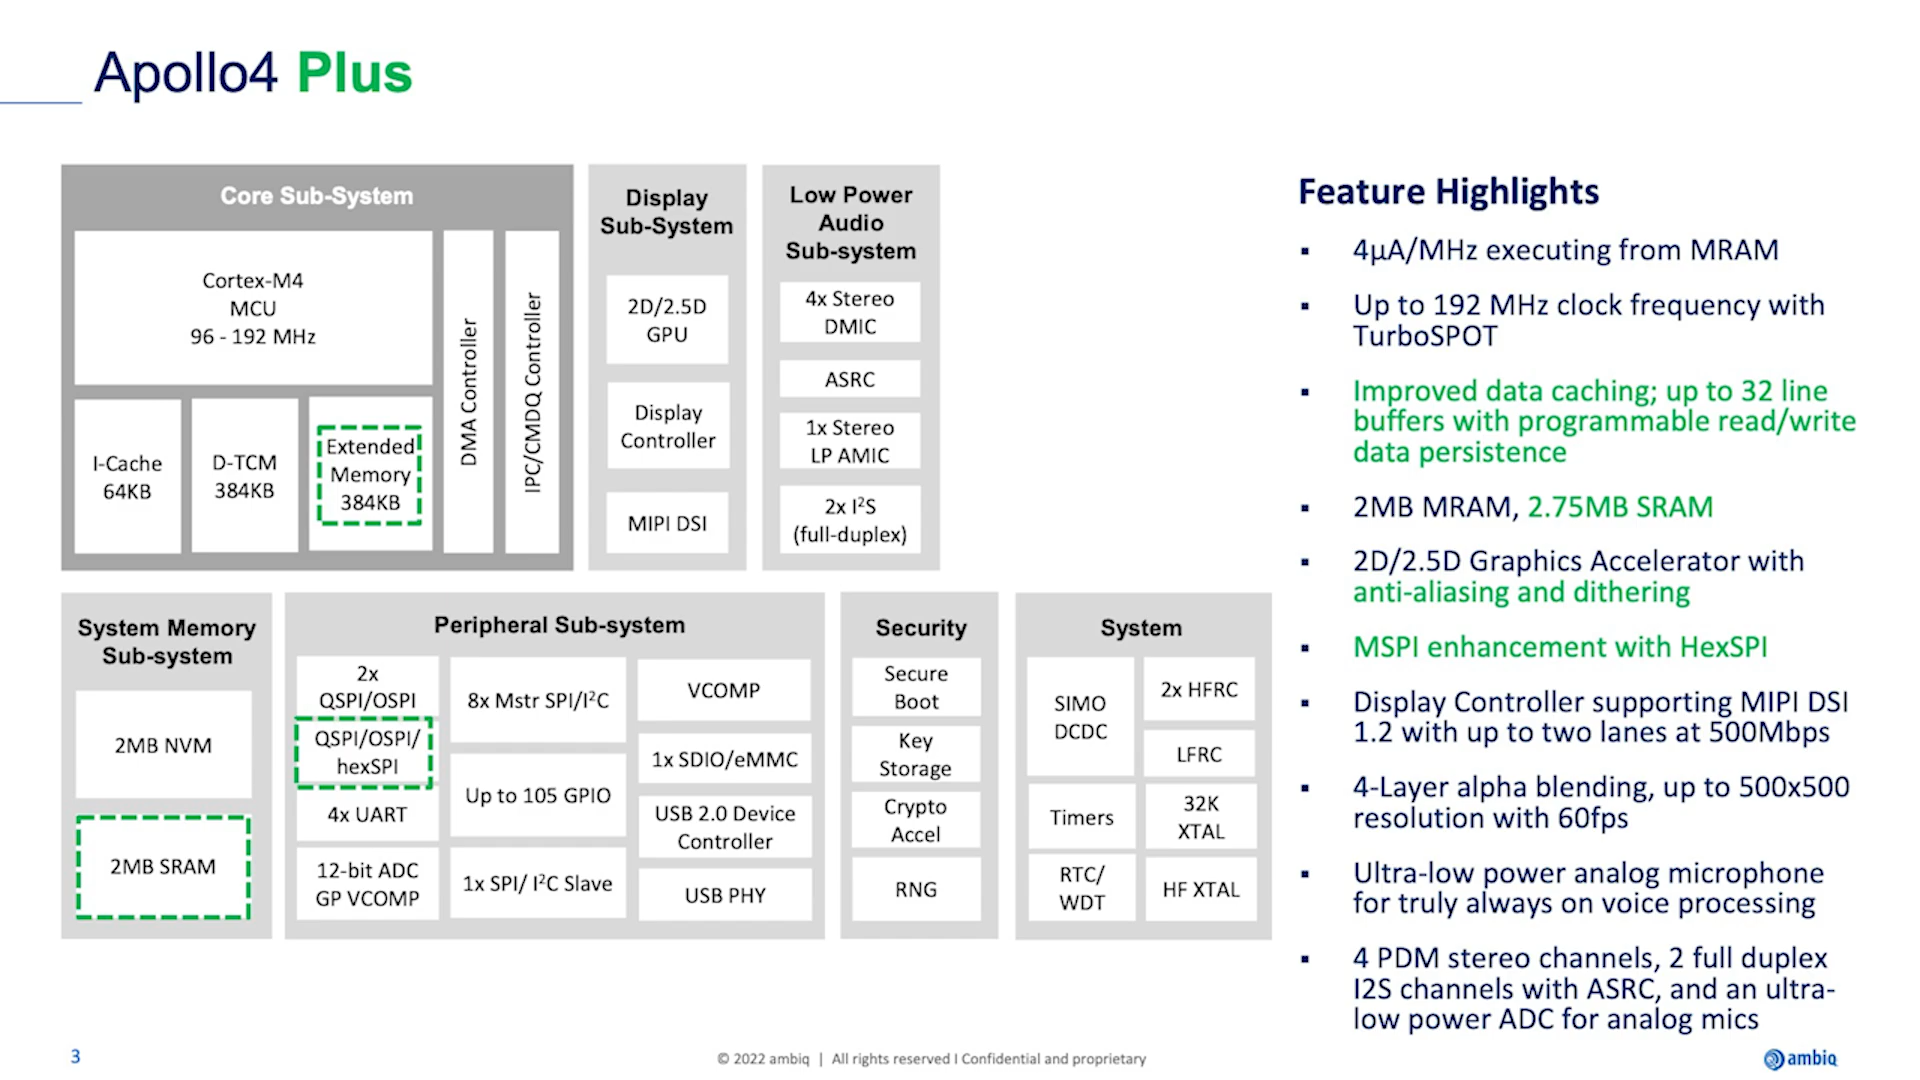 Apollo4 Plus
Core Sub-System
Cortex-M4
MCU
96 - 192 MHz
I-Cache
64KB
D-TCM
384KB
Extended
Memory
384KB
DMA Controller
IPC/CMDQ Controller
Display
Sub-System
2D/2.5D
GPU
Display
Controller
MIPI DSI
Low Power
Audio
Sub-system
4x Stereo
DMIC
ASRC
1x Stereo
LP AMIC
2x I²S
(full-duplex)
System Memory
Sub-system
2MB NVM
2MB SRAM
Peripheral Sub-system
2x
QSPI/OSPI
QSPI/OSPI/
hexSPI
4x UART
12-bit ADC
GP VCOMP
8x Mstr SPI/I²C
Up to 105 GPIO
1x SPI/ I²C Slave
VCOMP
1x SDIO/eMMC
USB 2.0 Device
Controller
USB PHY
Security
Secure
Boot
Key
Storage
Crypto
Accel
RNG
System
SIMO
DCDC
Timers
RTC/
WDT
2x HFRC
LFRC
32K
XTAL
HF XTAL
Feature Highlights
▪ 4µA/MHz executing from MRAM
▪ Up to 192 MHz clock frequency with
TurboSPOT
▪ Improved data caching; up to 32 line
buffers with programmable read/write
data persistence
▪ 2MB MRAM, 2.75MB SRAM
▪ 2D/2.5D Graphics Accelerator with
anti-aliasing and dithering
▪ MSPI enhancement with HexSPI
▪ Display Controller supporting MIPI DSI
1.2 with up to two lanes at 500Mbps
▪ 4-Layer alpha blending, up to 500x500
resolution with 60fps
▪ Ultra-low power analog microphone
for truly always on voice processing
▪ 4 PDM stereo channels, 2 full duplex
I2S channels with ASRC, and an ultra-
low power ADC for analog mics
3
© 2022 ambiq | All rights reserved I Confidential and proprietary
ambiq